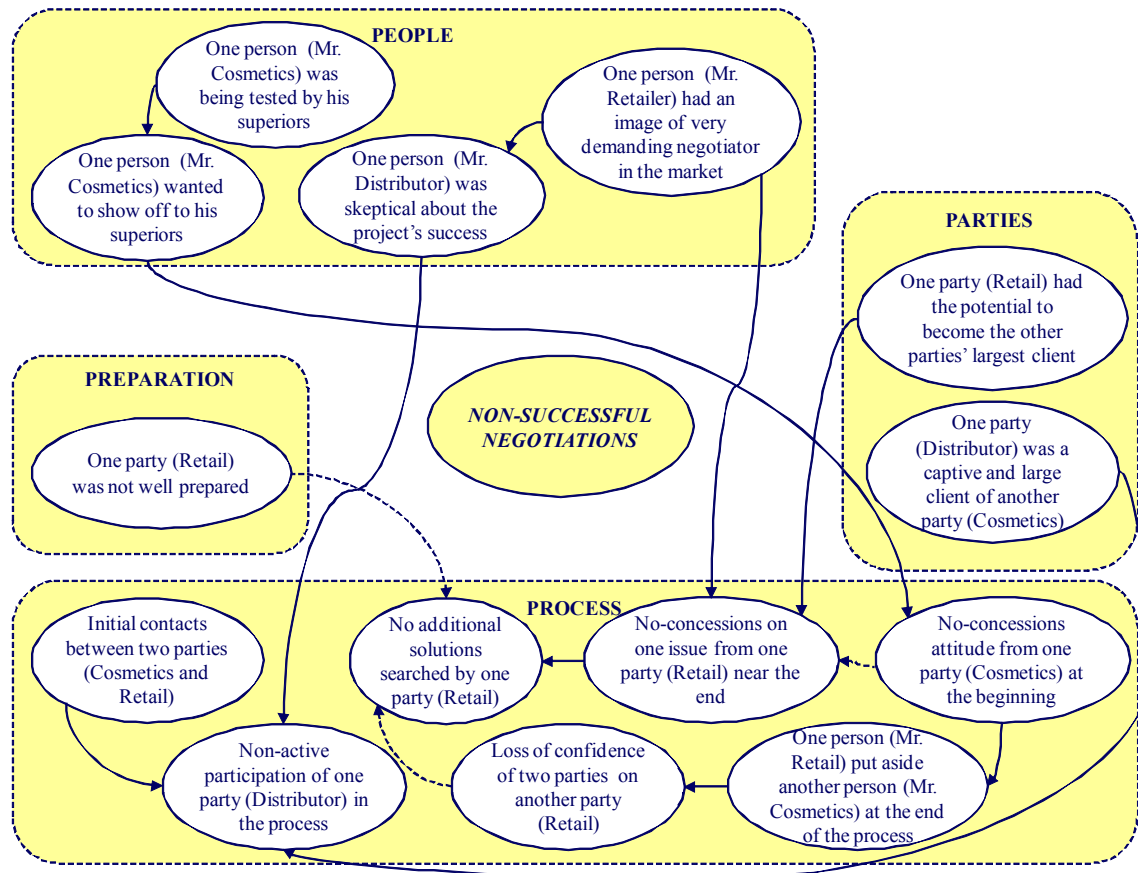 PEOPLE
One person (Mr.
Cosmetics) was
being tested by his
superiors
One person (Mr.
Retailer) had an
image of very
demanding negotiator
in the market
One person (Mr.
Cosmetics) wanted
to show off to his
superiors
One person (Mr.
Distributor) was
skeptical about the
project's success
PARTIES
One party (Retail) had
the potential to
become the other
parties' largest client
One party
(Distributor) was a
captive and large
client of another
party (Cosmetics)
PREPARATION
One party (Retail)
was not well prepared
NON-SUCCESSFUL
NEGOTIATIONS
PROCESS
Initial contacts
between two parties
(Cosmetics and
Retail)
No additional
solutions
searched by one
party (Retail)
No-concessions on
one issue from one
party (Retail) near the
end
No-concessions
attitude from one
party (Cosmetics) at
the beginning
Non-active
participation of one
party (Distributor) in
the process
Loss of confidence
of two parties on
another party
(Retail)
One person (Mr.
Retail) put aside
another person (Mr.
Cosmetics) at the end
of the process